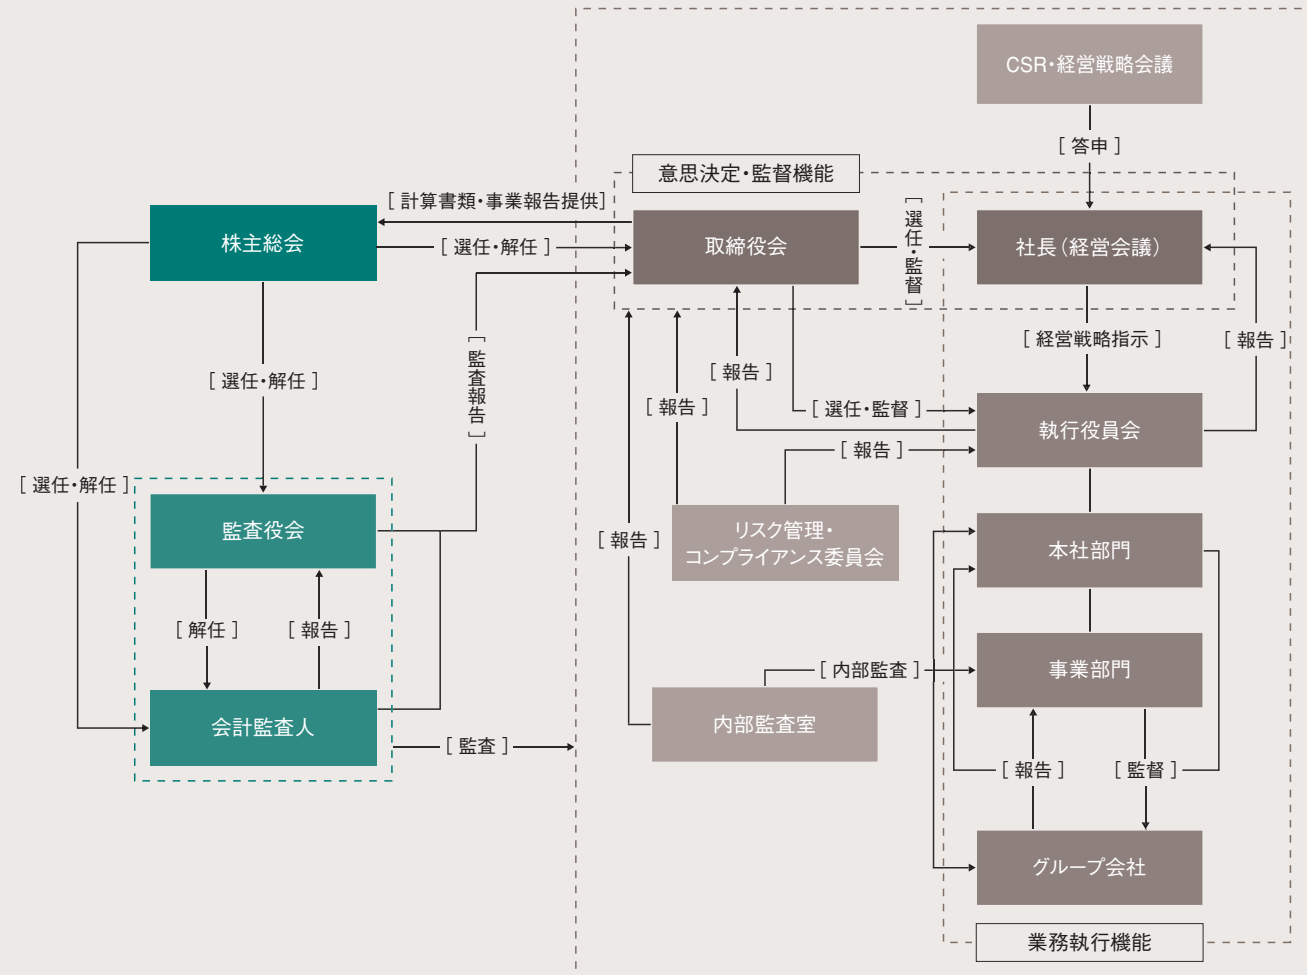 CSR・経営戦略会議
[ 答申 ]
意思決定・監督機能
[ 計算書類・事業報告提供]
株主総会
[ 選任・解任 ]
取締役会
[選任・監督]
社長(経営会議)
[ 監査報告 ]
[ 経営戦略指示 ]
[ 報告 ]
[ 選任・解任 ]
[ 報告 ]
[ 報告 ]
[ 選任・監督 ]
執行役員会
[ 報告 ]
[ 選任・解任 ]
監査役会
リスク管理・
コンプライアンス委員会
[ 報告 ]
本社部門
[ 解任 ]
[ 報告 ]
[ 内部監査 ]
事業部門
会計監査人
内部監査室
[ 監査 ]
[ 報告 ]
[ 監督 ]
グループ会社
業務執行機能